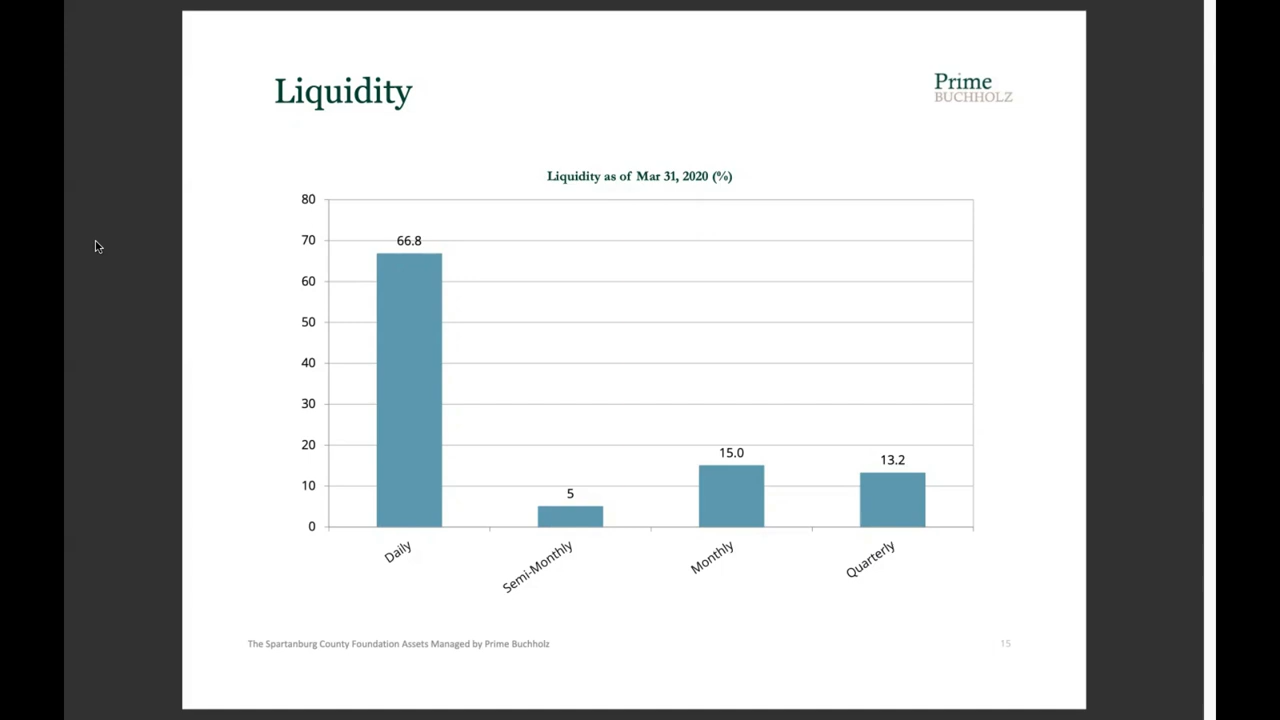 Liquidity
Prime
BUCHHOLZ
Liquidity as of Mar 31, 2020 (%)
80
70
60
50
40
30
20
10
0
66.8
5
15.0
13.2
Daily
Semi-Monthly
Monthly
Quarterly
The Spartanburg County Foundation Assets Managed by Prime Buchholz
15